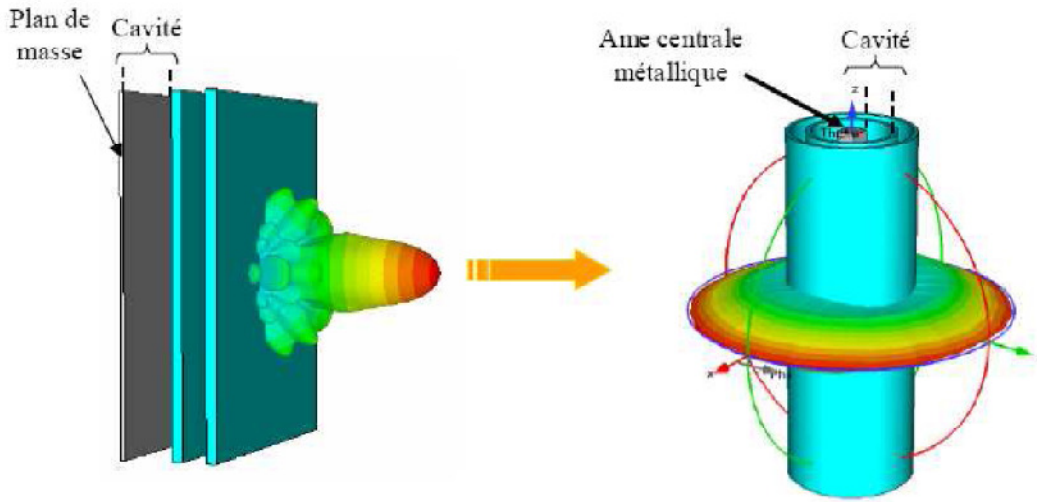 Plan de
masse
Cavité
Ame centrale
métallique
Cavité
z
x